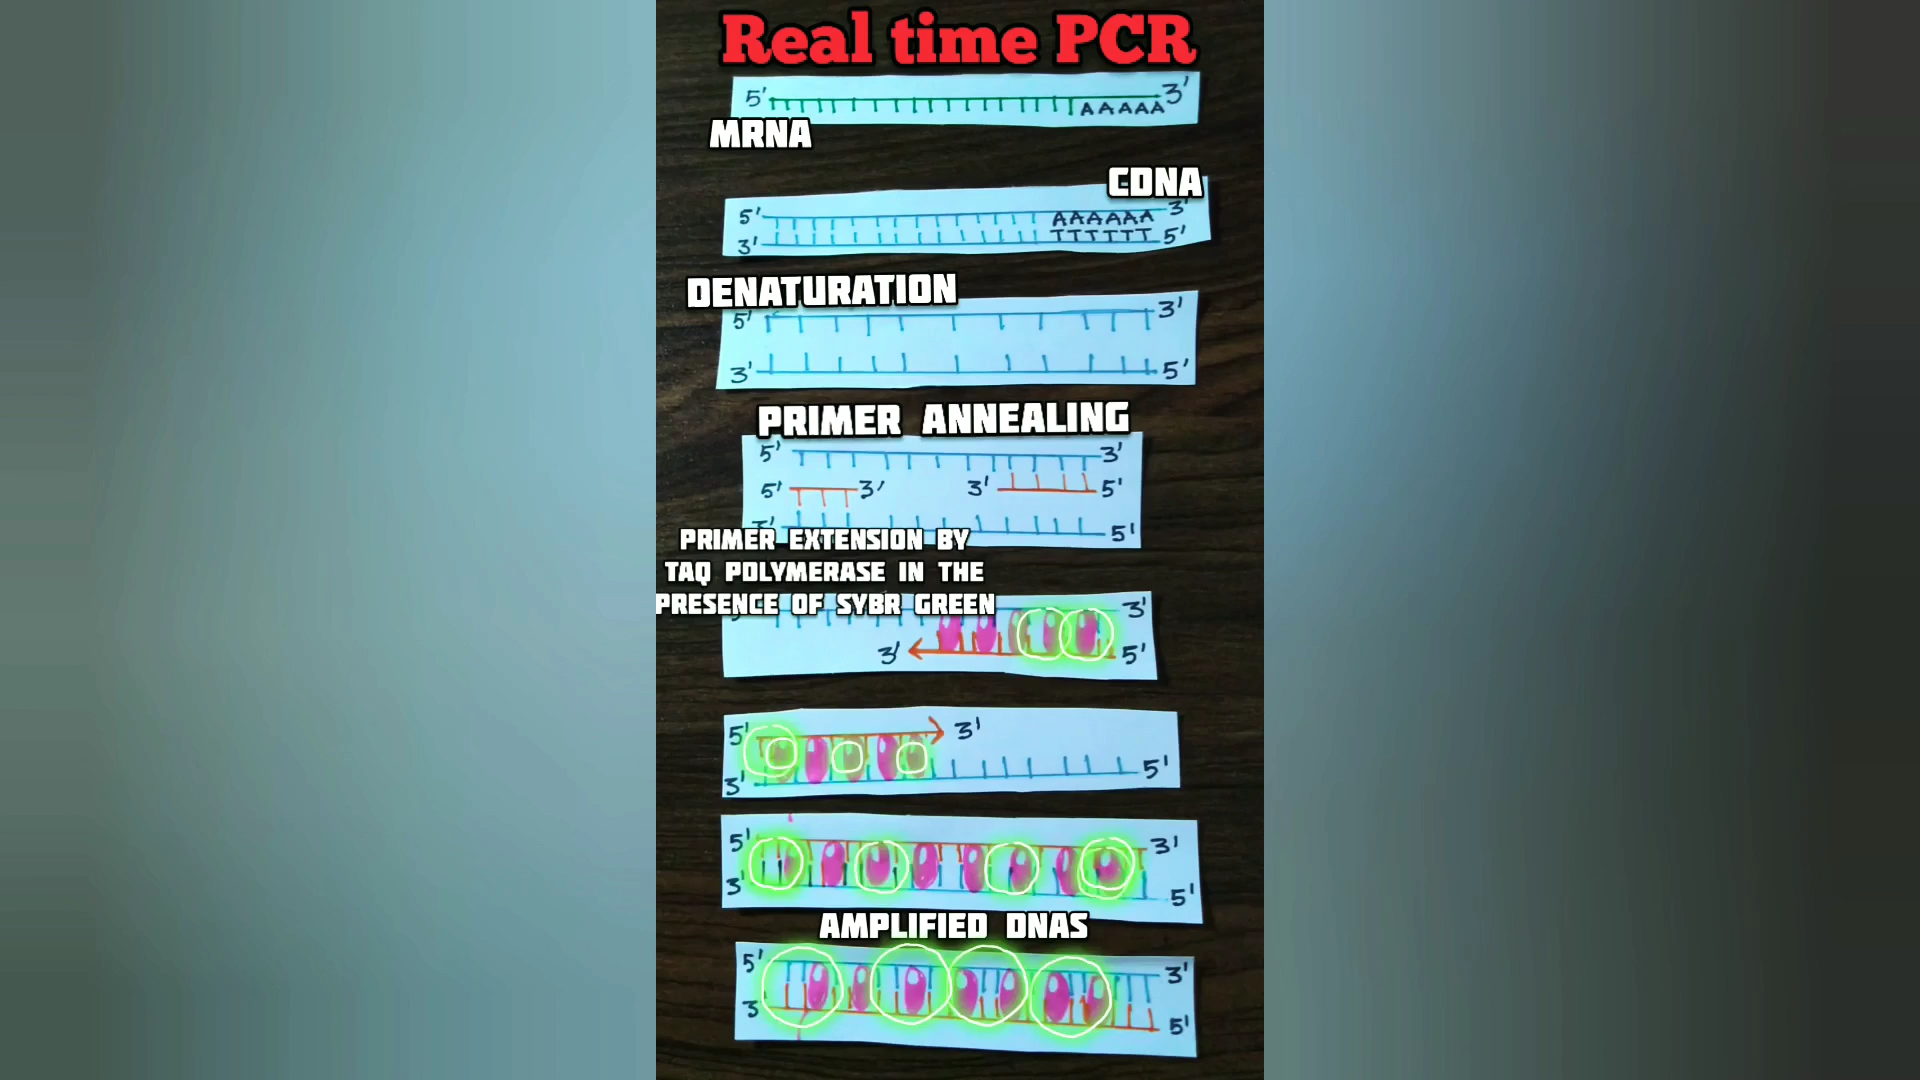 Real time PCR
5' 3'
AAAAA
MRNA
CDNA
5' AAAAAA 3'
3' TTTTTT 5'
DENATURATION
5' 3'
3' 5'
PRIMER ANNEALING
5' 3'
5' 3' 3' 5'
5'
PRIMER EXTENSION BY
TAQ POLYMERASE IN THE
PRESENCE OF SYBR GREEN
3'
3' 5'
5' 3'
3' 5'
5' 3'
3' 5'
AMPLIFIED DNAS
5' 3'
3 5'